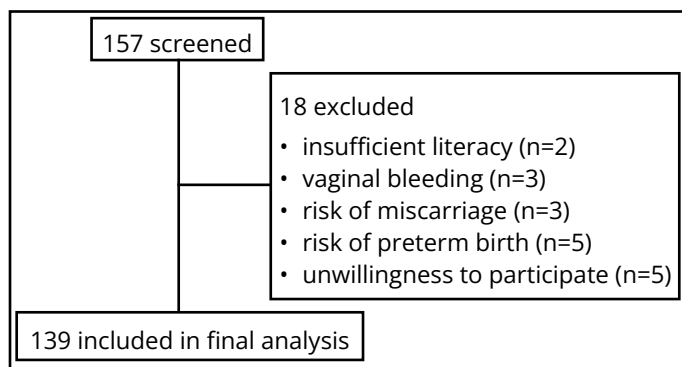 157 screened
18 excluded
• insufficient literacy (n=2)
• vaginal bleeding (n=3)
• risk of miscarriage (n=3)
• risk of preterm birth (n=5)
• unwillingness to participate (n=5)
139 included in final analysis